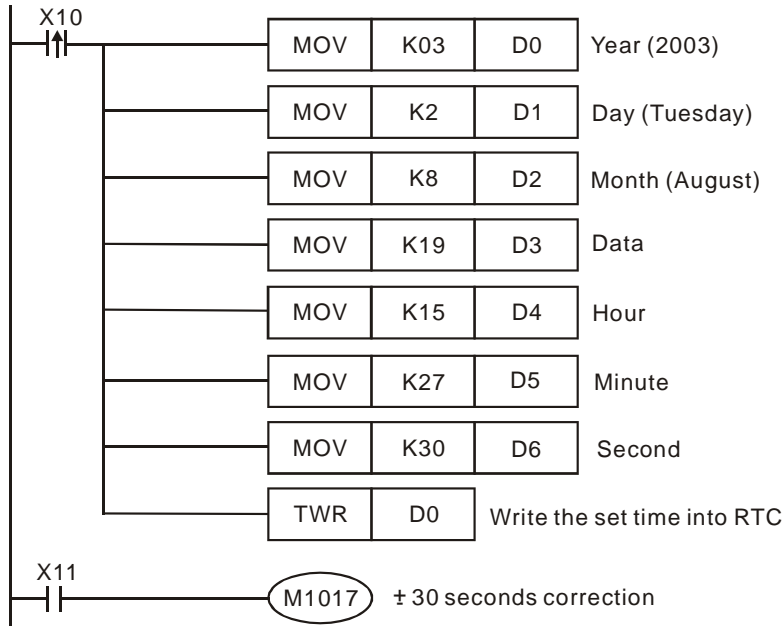 X10
MOV K03 D0 Year (2003)
MOV K2 D1 Day (Tuesday)
MOV K8 D2 Month (August)
MOV K19 D3 Data
MOV K15 D4 Hour
MOV K27 D5 Minute
MOV K30 D6 Second
TWR D0 Write the set time into RTC
X11
M1017 ± 30 seconds correction